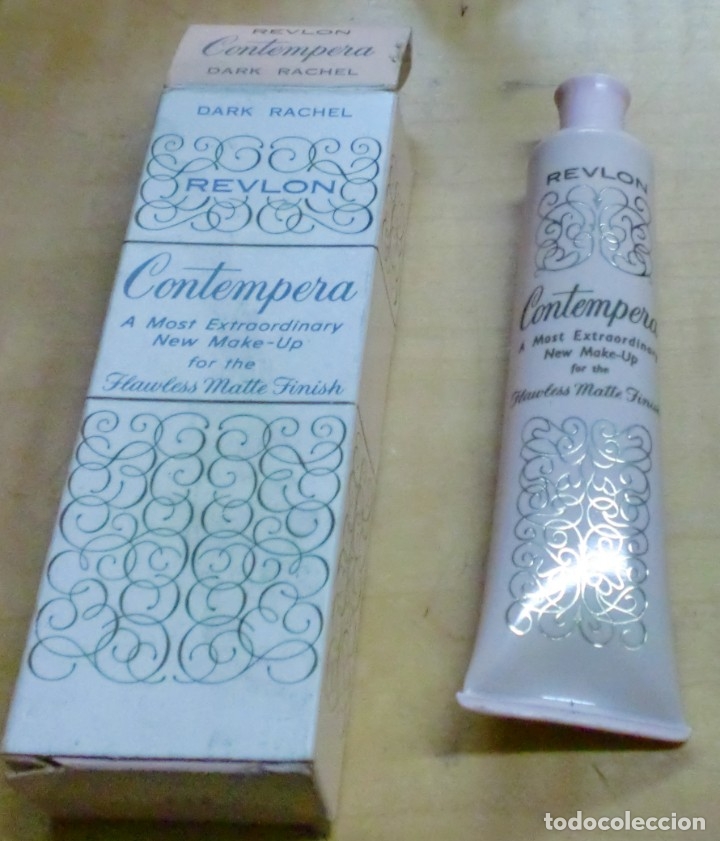 REVLON
Contempera
DARK RACHEL
DARK RACHEL
REVLON
Contempera
A Most Extraordinary
New Make-Up
for the
Flawless Matte Finish
REVLON
Contempera
A Most Extraordinary
New Make-Up
for the
Flawless Matte Finish
todocoleccion